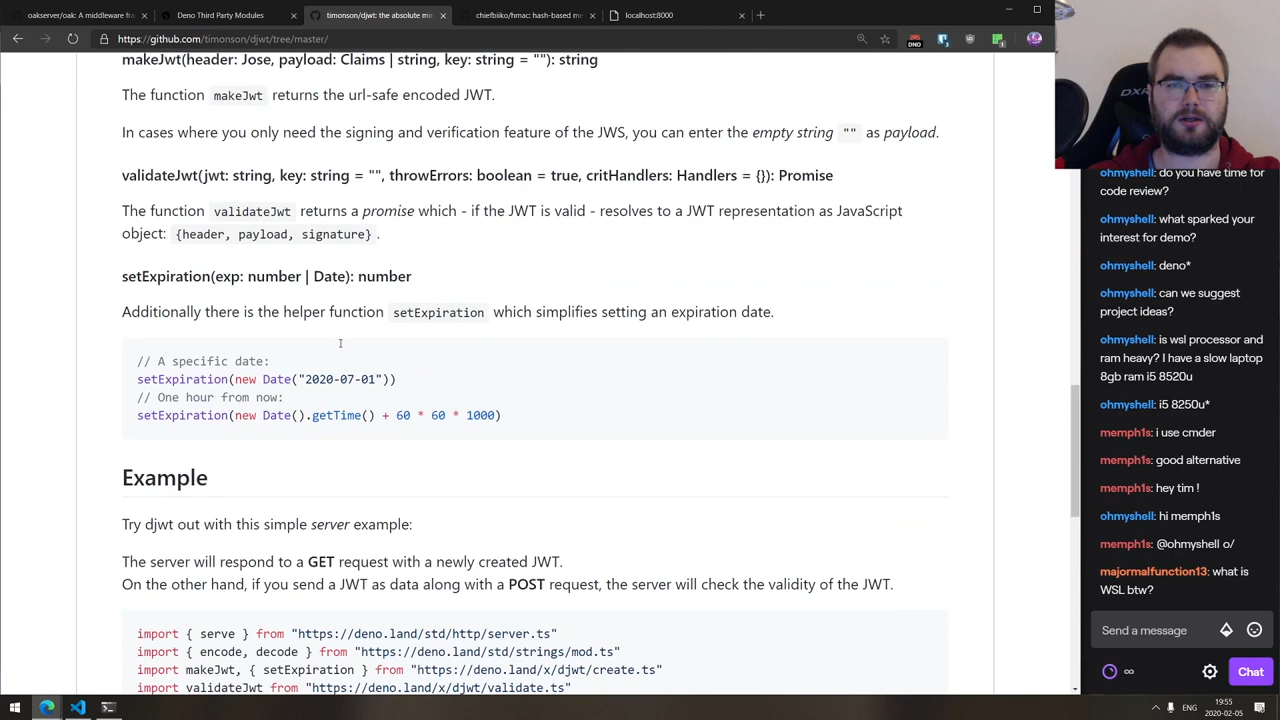 oakserver/oak: A middleware fra
Deno Third Party Modules
timonson/djwt: the absolute min
chiefbiiko/hmac: hash-based me
localhost:8000
https://github.com/timonson/djwt/tree/master/
DND
makeJwt(header: Jose, payload: Claims | string, key: string = ""): string
The function makeJwt returns the url-safe encoded JWT.
In cases where you only need the signing and verification feature of the JWS, you can enter the empty string "" as payload.
validateJwt(jwt: string, key: string = "", throwErrors: boolean = true, critHandlers: Handlers = {}): Promise
The function validateJwt returns a promise which - if the JWT is valid - resolves to a JWT representation as JavaScript
object: {header, payload, signature} .
setExpiration(exp: number | Date): number
Additionally there is the helper function setExpiration which simplifies setting an expiration date.
// A specific date:
setExpiration(new Date("2020-07-01"))
// One hour from now:
setExpiration(new Date().getTime() + 60 * 60 * 1000)
Example
Try djwt out with this simple server example:
The server will respond to a GET request with a newly created JWT.
On the other hand, if you send a JWT as data along with a POST request, the server will check the validity of the JWT.
import { serve } from "https://deno.land/std/http/server.ts"
import { encode, decode } from "https://deno.land/std/strings/mod.ts"
import makeJwt, { setExpiration } from "https://deno.land/x/djwt/create.ts"
import validateJwt from "https://deno.land/x/djwt/validate.ts"
DXR
ohmyshell: do you have time for
code review?
ohmyshell: what sparked your
interest for demo?
ohmyshell: deno*
ohmyshell: can we suggest
project ideas?
ohmyshell: is wsl processor and
ram heavy? I have a slow laptop
8gb ram i5 8520u
ohmyshell: i5 8250u*
memph1s: i use cmder
memph1s: good alternative
memph1s: hey tim !
ohmyshell: hi memph1s
memph1s: @ohmyshell o/
majormalfunction13: what is
WSL btw?
Send a message
∞
Chat
ENG
19:55
2020-02-05